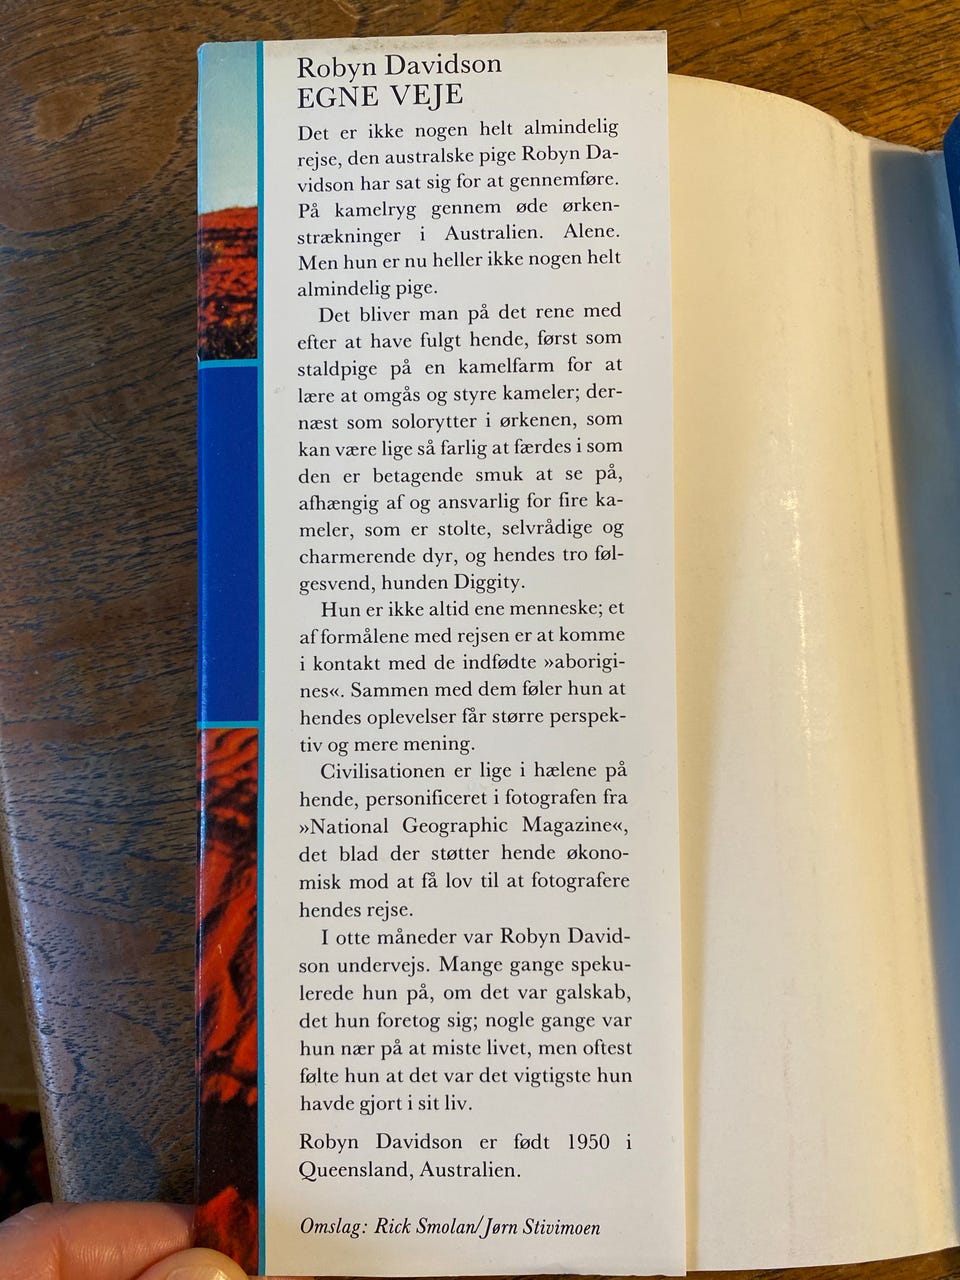 Robyn Davidson
EGNE VEJE
Det er ikke nogen helt almindelig
rejse, den australske pige Robyn Da-
vidson har sat sig for at gennemføre.
På kamelryg gennem øde ørken-
strækninger i Australien. Alene.
Men hun er nu heller ikke nogen helt
almindelig pige.
Det bliver man på det rene med
efter at have fulgt hende, først som
staldpige på en kamelfarm for at
lære at omgås og styre kameler; der-
næst som solorytter i ørkenen, som
kan være lige så farlig at færdes i som
den er betagende smuk at se på,
afhængig af og ansvarlig for fire ka-
meler, som er stolte, selvrådige og
charmerende dyr, og hendes tro føl-
gesvend, hunden Diggity.
Hun er ikke altid ene menneske; et
af formålene med rejsen er at komme
i kontakt med de indfødte »aborigi-
nes«. Sammen med dem føler hun at
hendes oplevelser får større perspek-
tiv og mere mening.
Civilisationen er lige i hælene på
hende, personificeret i fotografen fra
»National Geographic Magazine«,
det blad der støtter hende økono-
misk mod at få lov til at fotografere
hendes rejse.
I otte måneder var Robyn David-
son undervejs. Mange gange speku-
lerede hun på, om det var galskab,
det hun foretog sig; nogle gange var
hun nær på at miste livet, men oftest
følte hun at det var det vigtigste hun
havde gjort i sit liv.
Robyn Davidson er født 1950 i
Queensland, Australien.
Omslag: Rick Smolan/Jørn Stivimoen